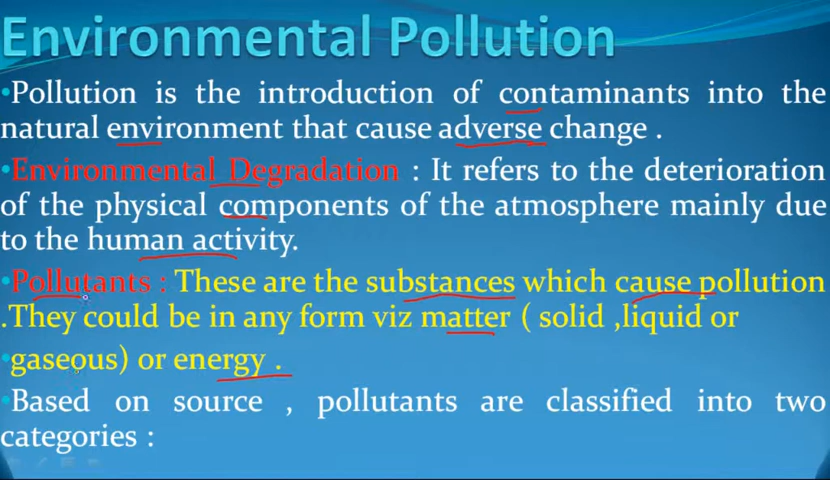 Environmental Pollution
•Pollution is the introduction of contaminants into the
natural environment that cause adverse change .
•Environmental Degradation : It refers to the deterioration
of the physical components of the atmosphere mainly due
to the human activity.
•Pollutants : These are the substances which cause pollution
.They could be in any form viz matter ( solid ,liquid or
•gaseous) or energy .
•Based on source , pollutants are classified into two
categories :